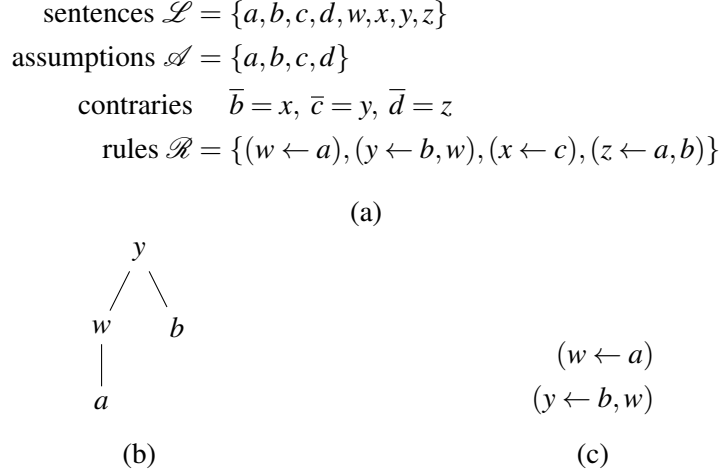 sentences ℒ = {a,b,c,d,w,x,y,z}
assumptions 𝒜 = {a,b,c,d}
contraries b̅ = x, c̅ = y, d̅ = z
rules ℛ = {(w ← a),(y ← b,w),(x ← c),(z ← a,b)}
(a)
y
w b
a
(b)
(w ← a)
(y ← b,w)
(c)